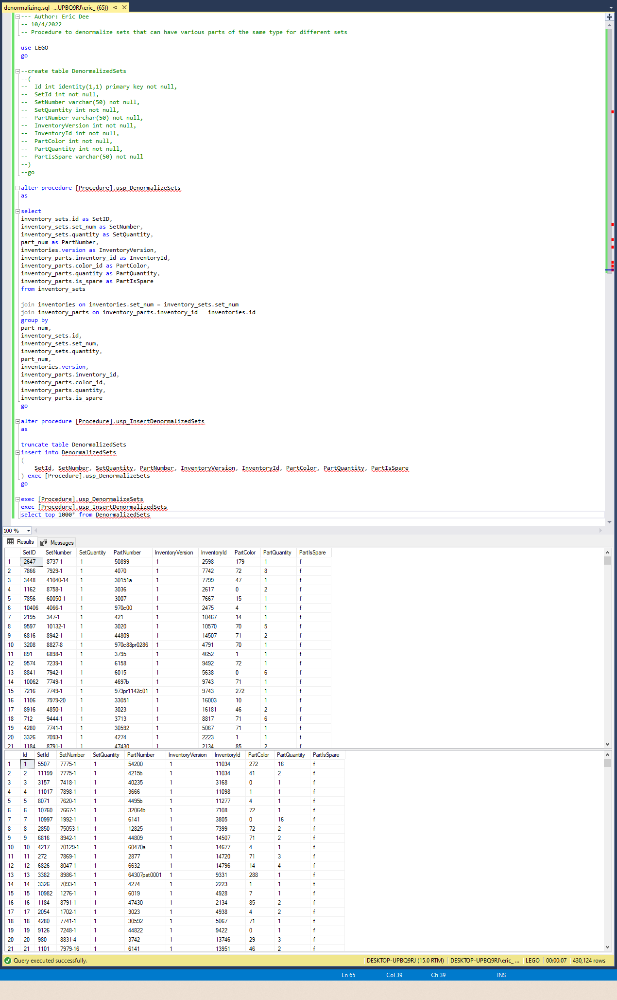 denormalizing.sql -...UPBQ9RJ\eric_ (65))
--- Author: Eric Dee
-- 10/4/2022
-- Procedure to denormalize sets that can have various parts of the same type for different sets
use LEGO
go
--create table DenormalizedSets
--(
--  Id int identity(1,1) primary key not null,
--  SetId int not null,
--  SetNumber varchar(50) not null,
--  SetQuantity int not null,
--  PartNumber varchar(50) not null,
--  InventoryVersion int not null,
--  InventoryId int not null,
--  PartColor int not null,
--  PartQuantity int not null,
--  PartIsSpare varchar(50) not null
--)
--go
alter procedure [Procedure].usp_DenormalizeSets
as
select
inventory_sets.id as SetID,
inventory_sets.set_num as SetNumber,
inventory_sets.quantity as SetQuantity,
part_num as PartNumber,
inventories.version as InventoryVersion,
inventory_parts.inventory_id as InventoryId,
inventory_parts.color_id as PartColor,
inventory_parts.quantity as PartQuantity,
inventory_parts.is_spare as PartIsSpare
from inventory_sets
join inventories on inventories.set_num = inventory_sets.set_num
join inventory_parts on inventory_parts.inventory_id = inventories.id
group by
part_num,
inventory_sets.id,
inventory_sets.set_num,
inventory_sets.quantity,
part_num,
inventories.version,
inventory_parts.inventory_id,
inventory_parts.color_id,
inventory_parts.quantity,
inventory_parts.is_spare
go
alter procedure [Procedure].usp_InsertDenormalizedSets
as
truncate table DenormalizedSets
insert into DenormalizedSets
(
SetId, SetNumber, SetQuantity, PartNumber, InventoryVersion, InventoryId, PartColor, PartQuantity, PartIsSpare
) exec [Procedure].usp_DenormalizeSets
go
exec [Procedure].usp_DenormalizeSets
exec [Procedure].usp_InsertDenormalizedSets
select top 1000* from DenormalizedSets
100 %
Results Messages
SetID SetNumber SetQuantity PartNumber InventoryVersion InventoryId PartColor PartQuantity PartIsSpare
1 2647 8737-1 1 50899 1 2598 179 1 f
2 7866 7929-1 1 4070 1 7742 72 8 f
3 3448 41040-14 1 30151a 1 7799 47 1 f
4 1162 8758-1 1 3036 1 2617 0 2 f
5 7856 60050-1 1 3007 1 7667 15 1 f
6 10406 4066-1 1 970c00 1 2475 4 1 f
7 2195 347-1 1 421 1 10467 14 1 f
8 9597 10132-1 1 3020 1 10570 70 5 f
9 6816 8942-1 1 44809 1 14507 71 2 f
10 3208 8827-8 1 970c88pr0286 1 4791 70 1 f
11 891 6898-1 1 3795 1 4652 1 1 f
12 9574 7239-1 1 6158 1 9492 72 1 f
13 8841 7942-1 1 6015 1 5638 0 6 f
14 10062 7749-1 1 4697b 1 9743 71 1 f
15 7216 7749-1 1 973pr1142c01 1 9743 272 1 f
16 1106 7979-20 1 33051 1 16003 10 1 f
17 8916 4850-1 1 3023 1 16181 46 2 f
18 712 9444-1 1 3713 1 8817 71 6 f
19 4280 7741-1 1 30592 1 5067 71 1 f
20 3326 7093-1 1 4274 1 2223 1 1 t
21 1184 8791-1 1 47430 1 2134 85 2 f
Id SetId SetNumber SetQuantity PartNumber InventoryVersion InventoryId PartColor PartQuantity PartIsSpare
1 1 5507 7775-1 1 54200 1 11034 272 16 f
2 2 11199 7775-1 1 4215b 1 11034 41 2 f
3 3 3157 7418-1 1 40235 1 3168 0 1 f
4 4 11017 7898-1 1 3666 1 11098 1 1 f
5 5 8071 7620-1 1 4495b 1 11277 4 1 f
6 6 10760 7667-1 1 32064b 1 7108 72 1 f
7 7 10997 1992-1 1 6141 1 3805 0 16 f
8 8 2850 75053-1 1 12825 1 7399 72 2 f
9 9 6816 8942-1 1 44809 1 14507 71 2 f
10 10 4217 70129-1 1 60470a 1 14677 4 1 f
11 11 272 7869-1 1 2877 1 14720 71 3 f
12 12 6826 8047-1 1 6632 1 14796 14 4 f
13 13 3382 8986-1 1 64307pat0001 1 9331 288 1 f
14 14 3326 7093-1 1 4274 1 2223 1 1 t
15 15 10982 1276-1 1 6019 1 4928 7 1 f
16 16 1184 8791-1 1 47430 1 2134 85 2 f
17 17 2054 1702-1 1 3023 1 4938 4 2 f
18 18 4280 7741-1 1 30592 1 5067 71 1 f
19 19 9126 7248-1 1 44822 1 9422 0 1 f
20 20 980 8831-4 1 3742 1 13746 29 3 f
21 21 1101 7979-16 1 6141 1 13951 46 2 f
Query executed successfully. DESKTOP-UPBQ9RJ (15.0 RTM) DESKTOP-UPBQ9RJ\eric_ ... LEGO 00:00:07 430,124 rows
Ln 65 Col 39 Ch 39 INS